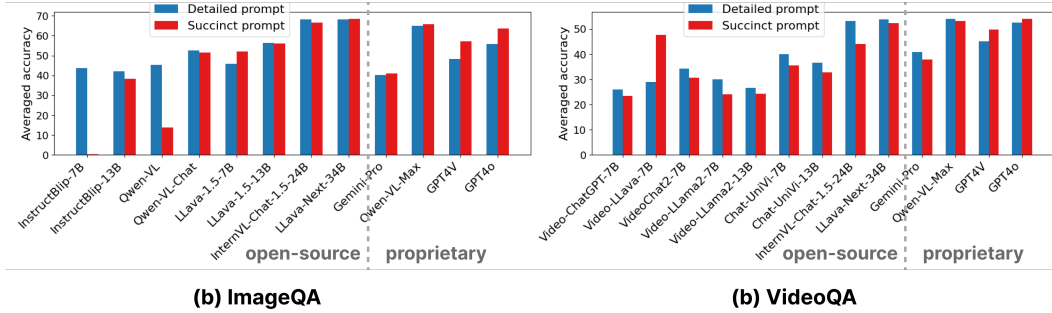 Detailed prompt
Succinct prompt
Averaged accuracy
70
60
50
40
30
20
10
0
InstructBlip-7B
InstructBlip-13B
Qwen-VL
Qwen-VL-Chat
LLava-1.5-7B
LLava-1.5-13B
InternVL-Chat-1.5-24B
LLava-Next-34B
Gemini-Pro
Qwen-VL-Max
GPT4V
GPT4o
open-source
proprietary
(b) ImageQA
Detailed prompt
Succinct prompt
Averaged accuracy
50
40
30
20
10
0
Video-ChatGPT-7B
Video-LLava-7B
VideoChat2-7B
Video-LLama2-7B
Video-LLama2-13B
Chat-UniVi-7B
Chat-UniVi-13B
InternVL-Chat-1.5-24B
LLava-Next-34B
Gemini-Pro
Qwen-VL-Max
GPT4V
GPT4o
open-source
proprietary
(b) VideoQA